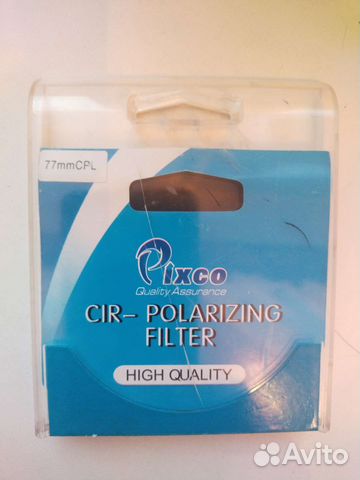 77mmCPL
Pixco
Quality Assurance
CIR- POLARIZING
FILTER
HIGH QUALITY
Avito